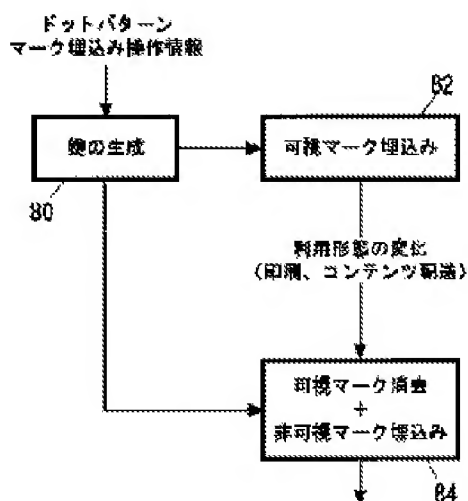 ドットパターン
マーク埋込み操作情報
82
鍵の生成
可視マーク埋込み
80
利用形態の変化
(印刷、コンテンツ配送)
可視マーク消去
+
非可視マーク埋込み
84